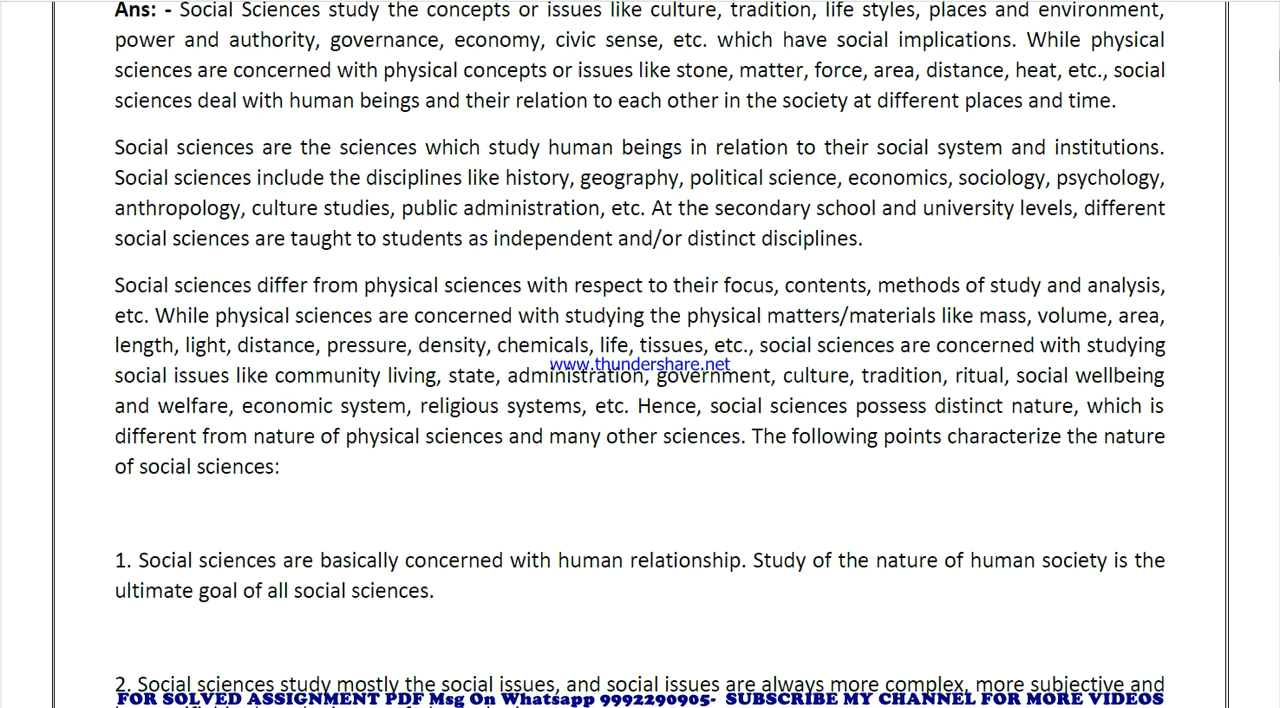 Ans: - Social Sciences study the concepts or issues like culture, tradition, life styles, places and environment,
power and authority, governance, economy, civic sense, etc. which have social implications. While physical
sciences are concerned with physical concepts or issues like stone, matter, force, area, distance, heat, etc., social
sciences deal with human beings and their relation to each other in the society at different places and time.
Social sciences are the sciences which study human beings in relation to their social system and institutions.
Social sciences include the disciplines like history, geography, political science, economics, sociology, psychology,
anthropology, culture studies, public administration, etc. At the secondary school and university levels, different
social sciences are taught to students as independent and/or distinct disciplines.
Social sciences differ from physical sciences with respect to their focus, contents, methods of study and analysis,
etc. While physical sciences are concerned with studying the physical matters/materials like mass, volume, area,
length, light, distance, pressure, density, chemicals, life, tissues, etc., social sciences are concerned with studying
www.thundershare.net
social issues like community living, state, administration, government, culture, tradition, ritual, social wellbeing
and welfare, economic system, religious systems, etc. Hence, social sciences possess distinct nature, which is
different from nature of physical sciences and many other sciences. The following points characterize the nature
of social sciences:
1. Social sciences are basically concerned with human relationship. Study of the nature of human society is the
ultimate goal of all social sciences.
2. Social sciences study mostly the social issues, and social issues are always more complex, more subjective and
FOR SOLVED ASSIGNMENT PDF Msg On Whatsapp 9992290905- SUBSCRIBE MY CHANNEL FOR MORE VIDEOS